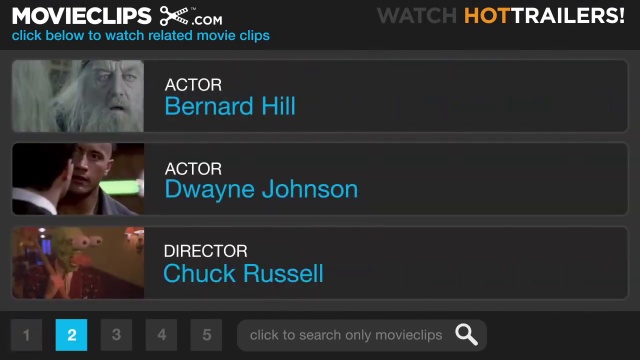 MOVIECLIPS .COM™
WATCH HOTTRAILERS!
click below to watch related movie clips
ACTOR
Bernard Hill
ACTOR
Dwayne Johnson
DIRECTOR
Chuck Russell
1 2 3 4 5 click to search only movieclips